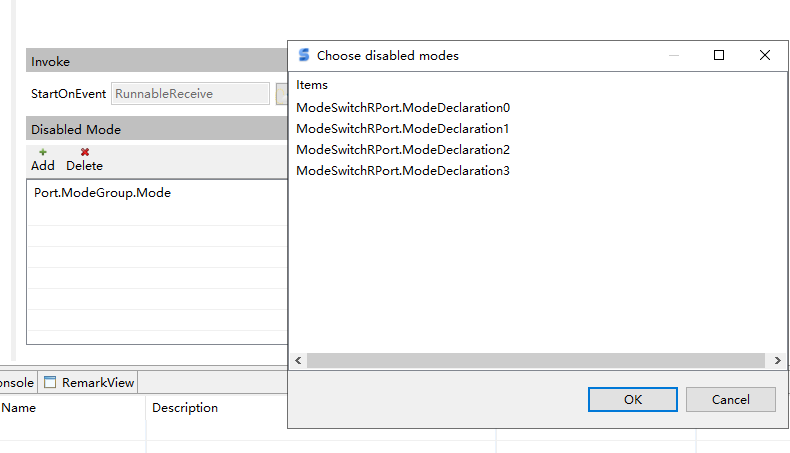 Invoke
StartOnEvent RunnableReceive
Disabled Mode
Add Delete
Port.ModeGroup.Mode
Choose disabled modes
Items
ModeSwitchRPort.ModeDeclaration0
ModeSwitchRPort.ModeDeclaration1
ModeSwitchRPort.ModeDeclaration2
ModeSwitchRPort.ModeDeclaration3
OK Cancel
onsole RemarkView
Name Description